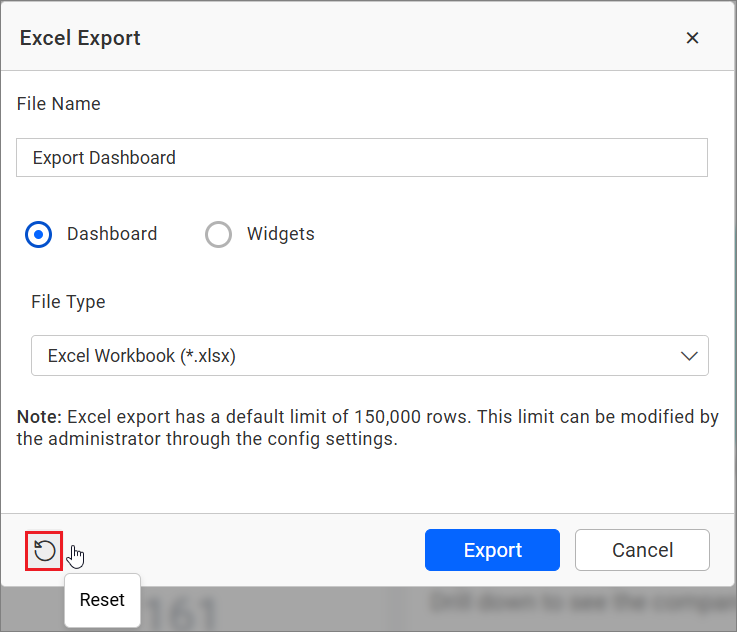 Excel Export
File Name
Export Dashboard
Dashboard
Widgets
File Type
Excel Workbook (*.xlsx)
Note: Excel export has a default limit of 150,000 rows. This limit can be modified by
the administrator through the config settings.
Export
Cancel
Reset
161
Drill down to see the compan